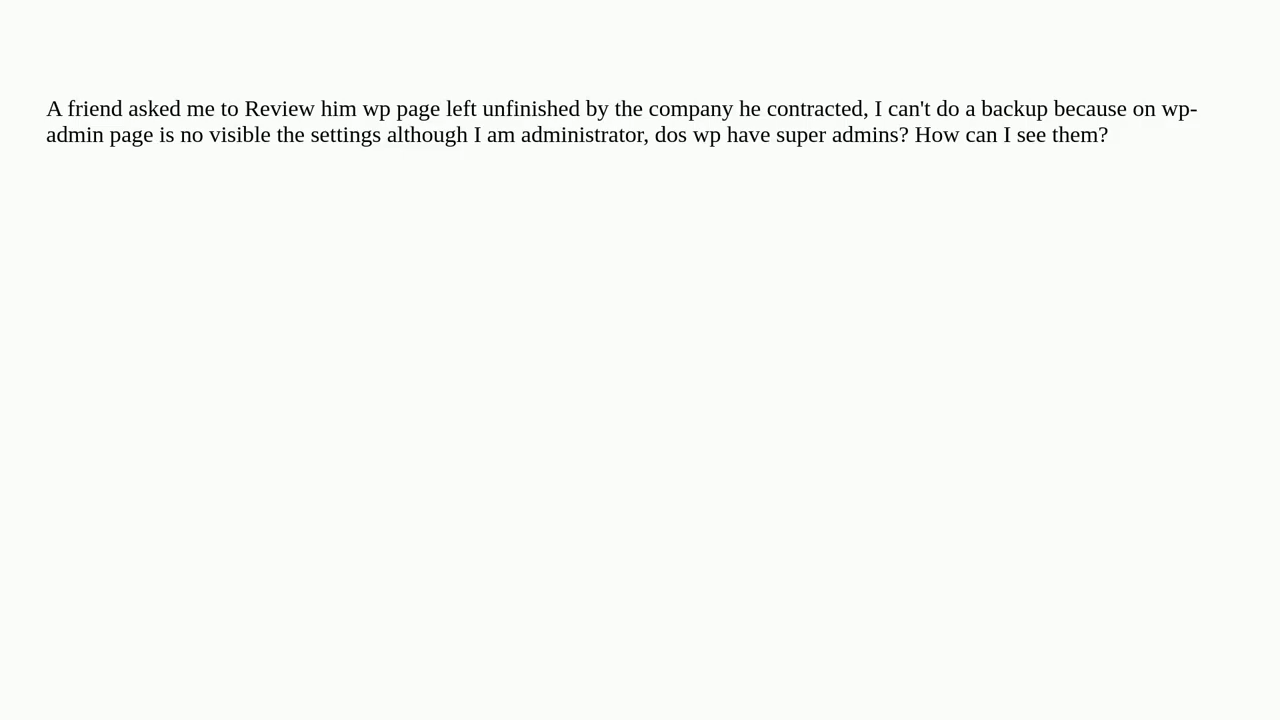 A friend asked me to Review him wp page left unfinished by the company he contracted, I can't do a backup because on wp-
admin page is no visible the settings although I am administrator, dos wp have super admins? How can I see them?